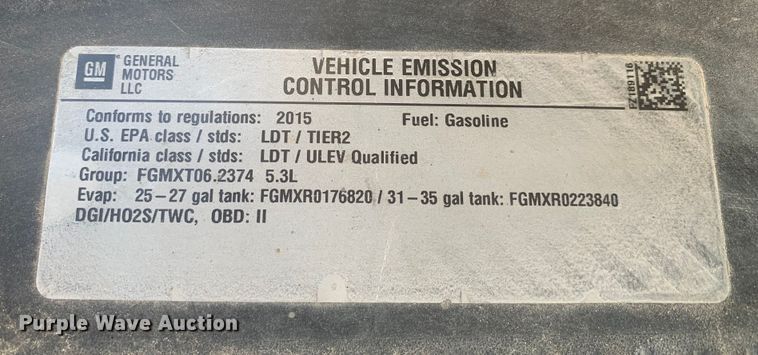 GM
GENERAL MOTORS LLC
VEHICLE EMISSION
CONTROL INFORMATION
FZ189116
Conforms to regulations: 2015 Fuel: Gasoline
U.S. EPA class / stds: LDT / TIER2
California class / stds: LDT / ULEV Qualified
Group: FGMXT06.2374 5.3L
Evap: 25-27 gal tank: FGMXR0176820 / 31-35 gal tank: FGMXR0223840
DGI/HO2S/TWC, OBD: II
Purple Wave Auction